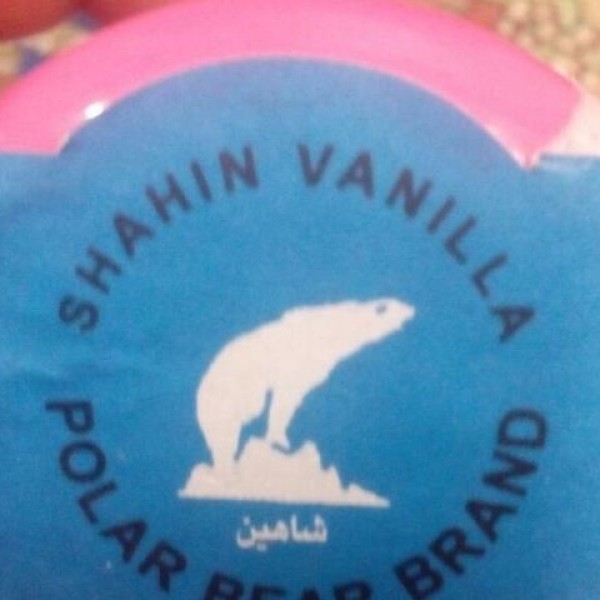 SHAHIN VANILLA
شاهين
POLAR BEAR BRAND